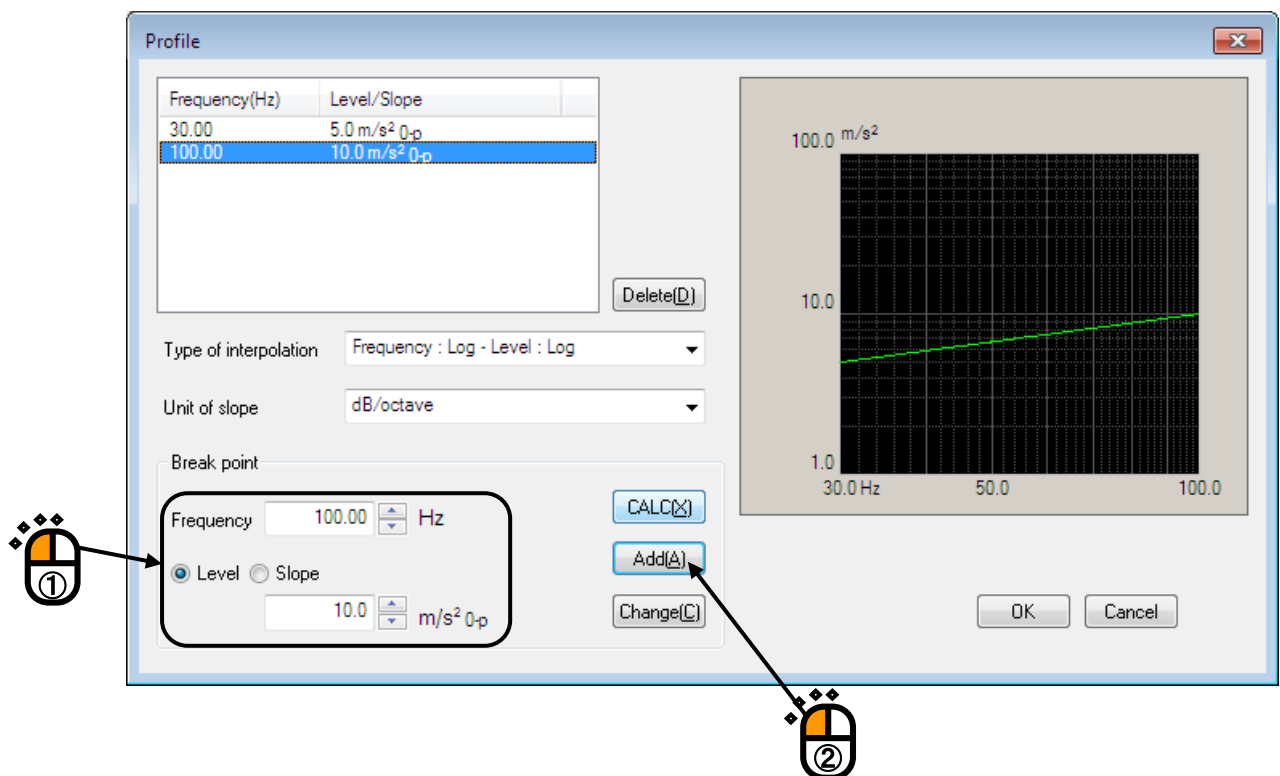 Profile
Frequency(Hz) Level/Slope
30.00 5.0 m/s² 0-p
100.00 10.0 m/s² 0-p
Delete(D)
Type of interpolation Frequency : Log - Level : Log
Unit of slope dB/octave
Break point
Frequency 100.00 Hz
Level Slope
10.0 m/s² 0-p
CALC(X)
Add(A)
Change(C)
100.0 m/s²
10.0
1.0
30.0 Hz 50.0 100.0
OK Cancel
①
②